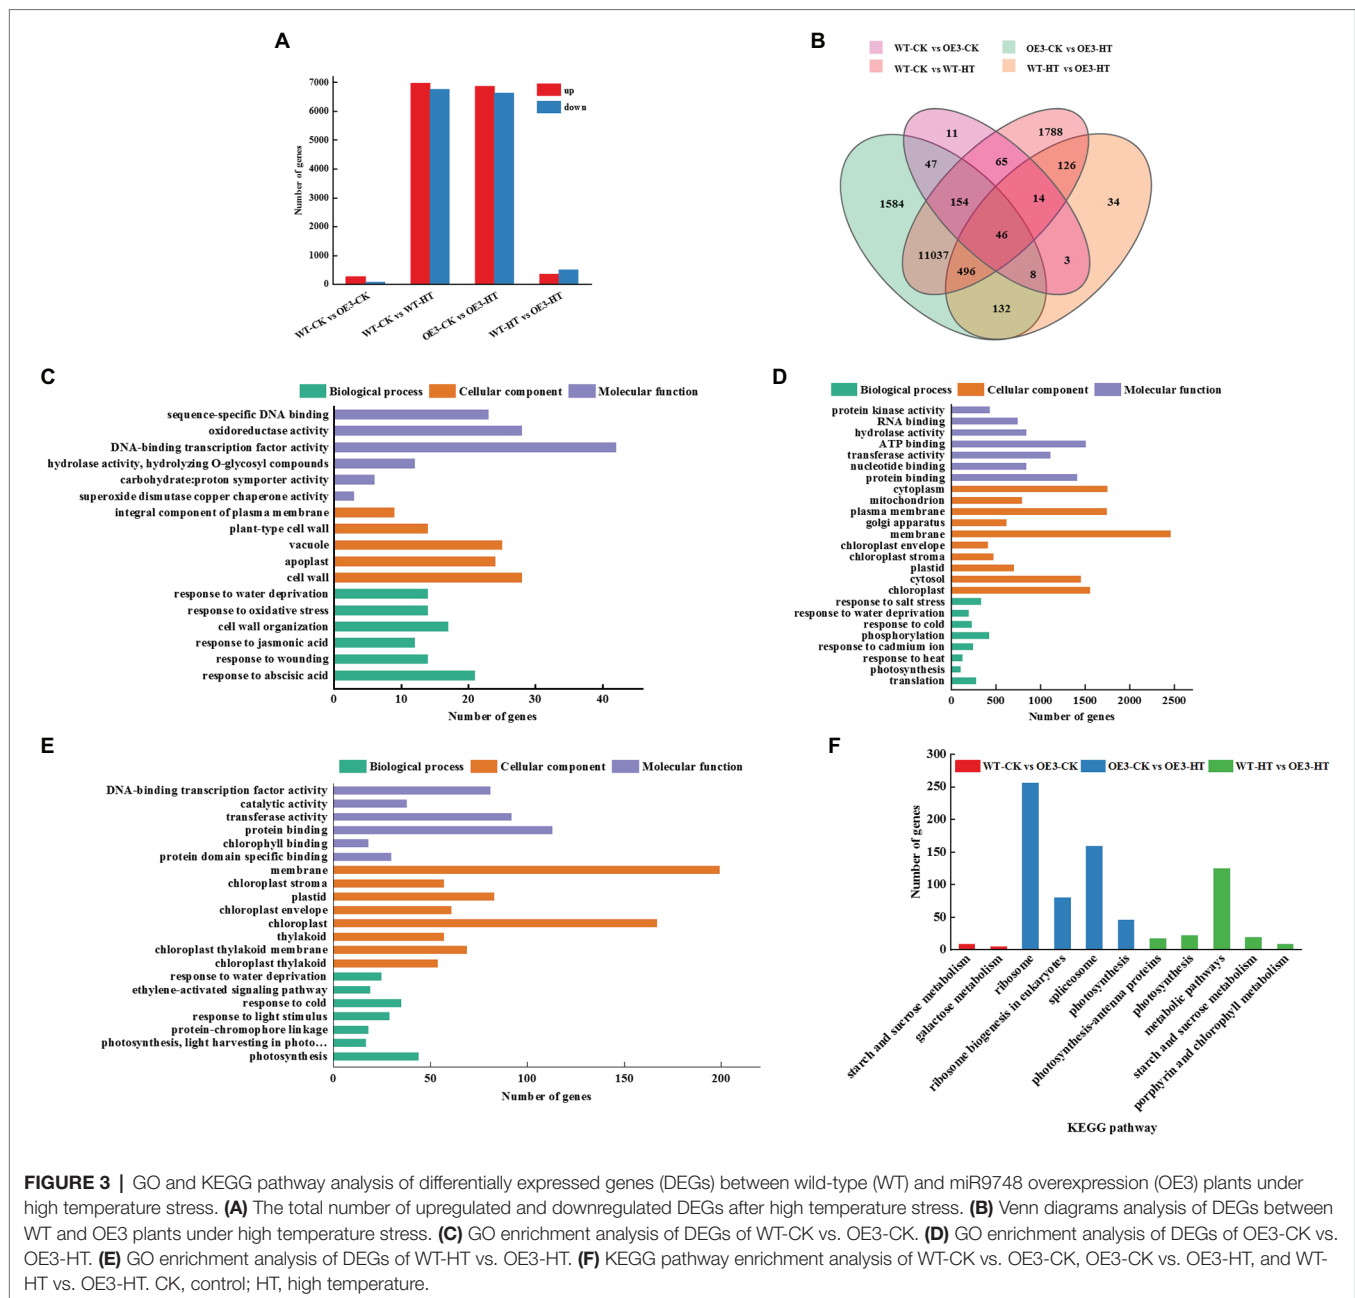 A
7000
6000
5000
4000
3000
2000
1000
0
Number of genes
up
down
WT-CK vs OE3-CK
WT-CK vs WT-HT
OE3-CK vs OE3-HT
WT-HT vs OE3-HT
B
WT-CK vs OE3-CK
OE3-CK vs OE3-HT
WT-CK vs WT-HT
WT-HT vs OE3-HT
11
1788
47
65
126
1584
154
14
34
46
11037
496
8
3
132
C
Biological process
Cellular component
Molecular function
sequence-specific DNA binding
oxidoreductase activity
DNA-binding transcription factor activity
hydrolase activity, hydrolyzing O-glycosyl compounds
carbohydrate:proton symporter activity
superoxide dismutase copper chaperone activity
integral component of plasma membrane
plant-type cell wall
vacuole
apoplast
cell wall
response to water deprivation
response to oxidative stress
cell wall organization
response to jasmonic acid
response to wounding
response to abscisic acid
0 10 20 30 40
Number of genes
D
Biological process
Cellular component
Molecular function
protein kinase activity
RNA binding
hydrolase activity
ATP binding
transferase activity
nucleotide binding
protein binding
cytoplasm
mitochondrion
plasma membrane
golgi apparatus
membrane
chloroplast envelope
chloroplast stroma
plastid
cytosol
chloroplast
response to salt stress
response to water deprivation
response to cold
phosphorylation
response to cadmium ion
response to heat
photosynthesis
translation
0 500 1000 1500 2000 2500
Number of genes
E
Biological process
Cellular component
Molecular function
DNA-binding transcription factor activity
catalytic activity
transferase activity
protein binding
chlorophyll binding
protein domain specific binding
membrane
chloroplast stroma
plastid
chloroplast envelope
chloroplast
thylakoid
chloroplast thylakoid membrane
chloroplast thylakoid
response to water deprivation
ethylene-activated signaling pathway
response to cold
response to light stimulus
protein-chromophore linkage
photosynthesis, light harvesting in photo…
photosynthesis
0 50 100 150 200
Number of genes
F
300
250
200
150
100
50
0
Number of genes
WT-CK vs OE3-CK
OE3-CK vs OE3-HT
WT-HT vs OE3-HT
starch and sucrose metabolism
galactose metabolism
ribosome
ribosome biogenesis in eukaryotes
spliceosome
photosynthesis
photosynthesis-antenna proteins
photosynthesis
metabolic pathways
starch and sucrose metabolism
porphyrin and chlorophyll metabolism
KEGG pathway
FIGURE 3 | GO and KEGG pathway analysis of differentially expressed genes (DEGs) between wild-type (WT) and miR9748 overexpression (OE3) plants under
high temperature stress. (A) The total number of upregulated and downregulated DEGs after high temperature stress. (B) Venn diagrams analysis of DEGs between
WT and OE3 plants under high temperature stress. (C) GO enrichment analysis of DEGs of WT-CK vs. OE3-CK. (D) GO enrichment analysis of DEGs of OE3-CK vs.
OE3-HT. (E) GO enrichment analysis of DEGs of WT-HT vs. OE3-HT. (F) KEGG pathway enrichment analysis of WT-CK vs. OE3-CK, OE3-CK vs. OE3-HT, and WT-
HT vs. OE3-HT. CK, control; HT, high temperature.